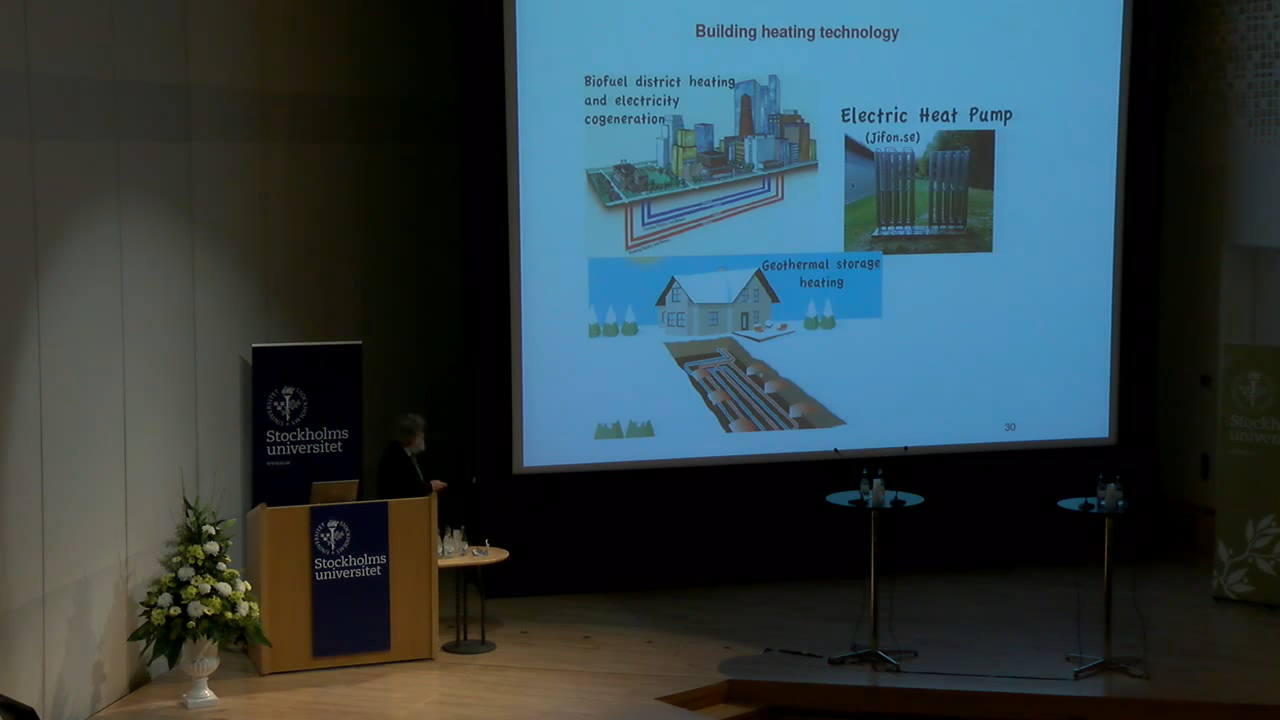 Building heating technology
Biofuel district heating
and electricity
cogeneration
Electric Heat Pump
(Jifon.se)
Geothermal storage
heating
30
Stockholms
universitet
Stockholms
universitet